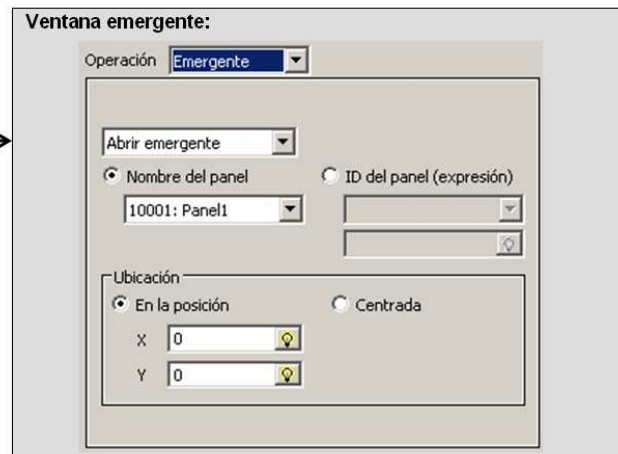 Ventana emergente:
Operación Emergente
Abrir emergente
Nombre del panel ID del panel (expresión)
10001: Panel1
Ubicación
En la posición Centrada
X 0
Y 0